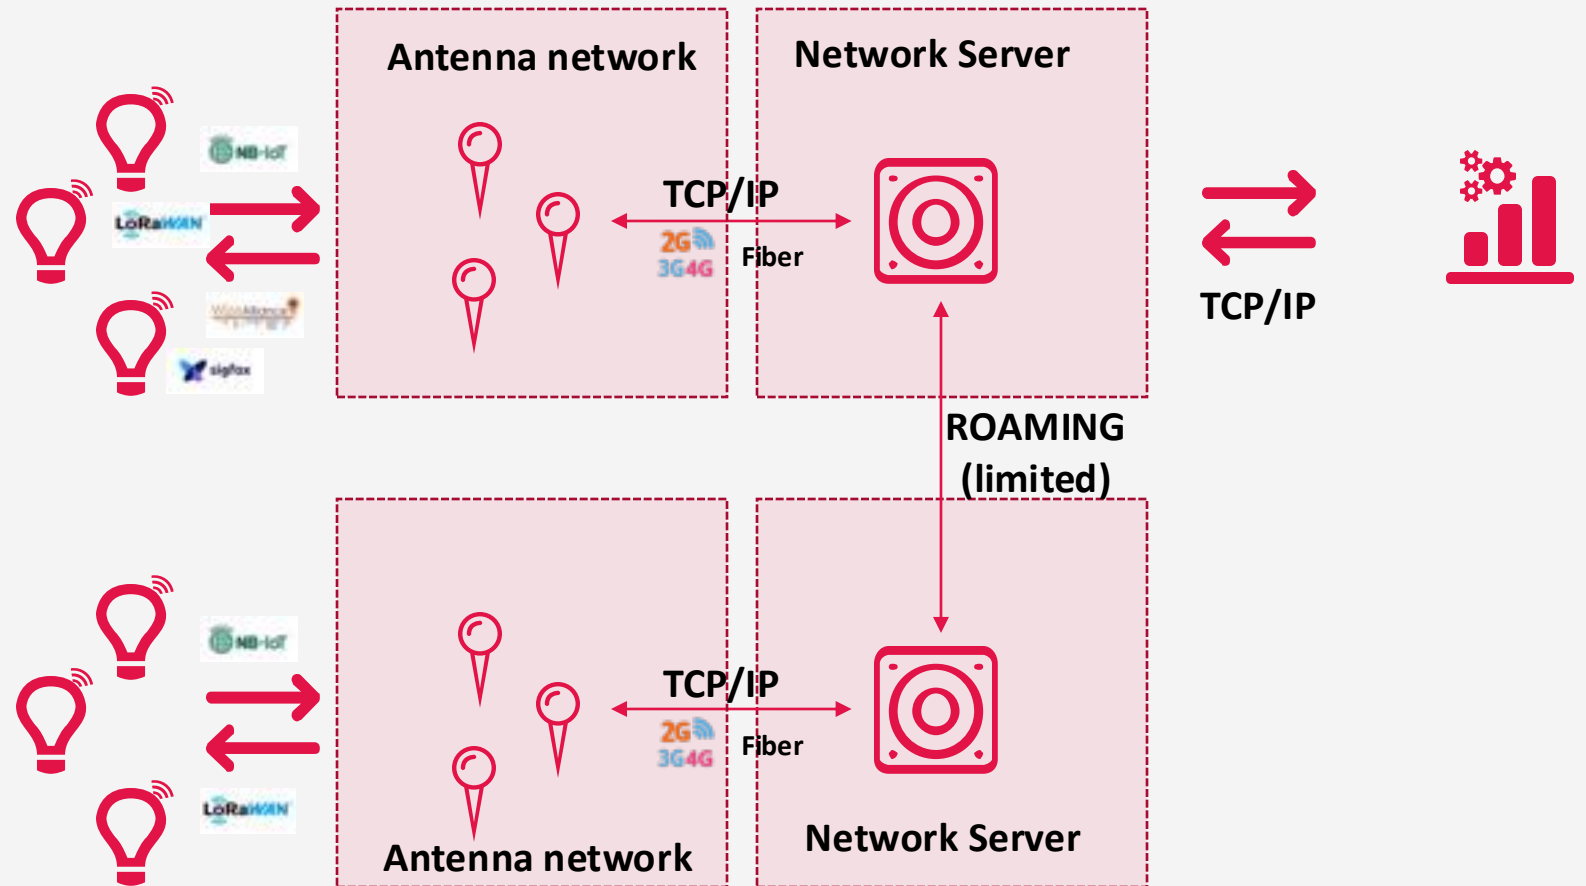 Antenna network
Network Server
NB-IoT
LoRaWAN
TCP/IP
2G
3G4G
Fiber
sigfox
TCP/IP
ROAMING
(limited)
NB-IoT
TCP/IP
2G
3G4G
Fiber
LoRaWAN
Antenna network
Network Server